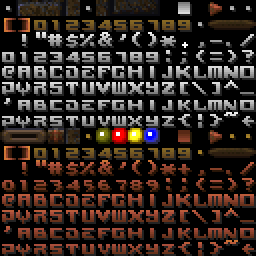 []0123456789
!"#$%&'()*+,-./
0123456789:;<=>?
@ABCDEFGHIJKLMNO
PQRSTUVWXYZ[\]^_
'ABCDEFGHIJKLMNO
PQRSTUVWXYZ{|}~←
[]0123456789
!"#$%&'()*+,-./
0123456789:;<=>?
@ABCDEFGHIJKLMNO
PQRSTUVWXYZ[\]^_
'ABCDEFGHIJKLMNO
PQRSTUVWXYZ{|}~←